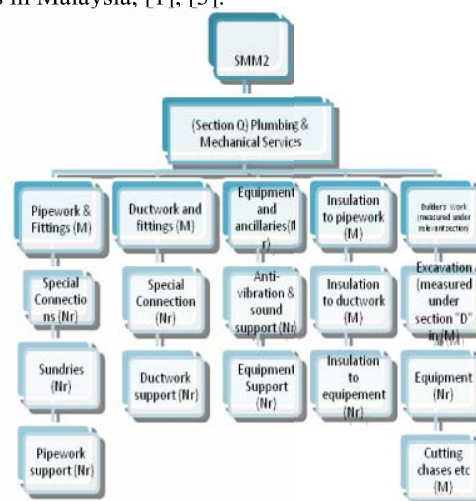 s in Malaysia, [1], [5].
SMM2
(Section Q) Plumbing &
Mechanical Services
Pipework &
Fittings (M)
Special
Connectio
ns (Nr)
Sundries
(Nr)
Pipework
support (Nr)
Ductwork and
fittings (M)
Special
Connection
(Nr)
Ductwork
support (Nr)
Equipment
and
ancillaries(
r)
Anti-
vibration &
sound
support (Nr)
Equipment
Support
(Nr)
Insulation
to pipework
(M)
Insulation
to ductwork
(M)
Insulation
to
equipement
(Nr)
Builder's Work
(measured under
relevant section)
Excavation
(measured
under
section "D"
in (M)
Equipment
(Nr)
Cutting
chases etc
(M)